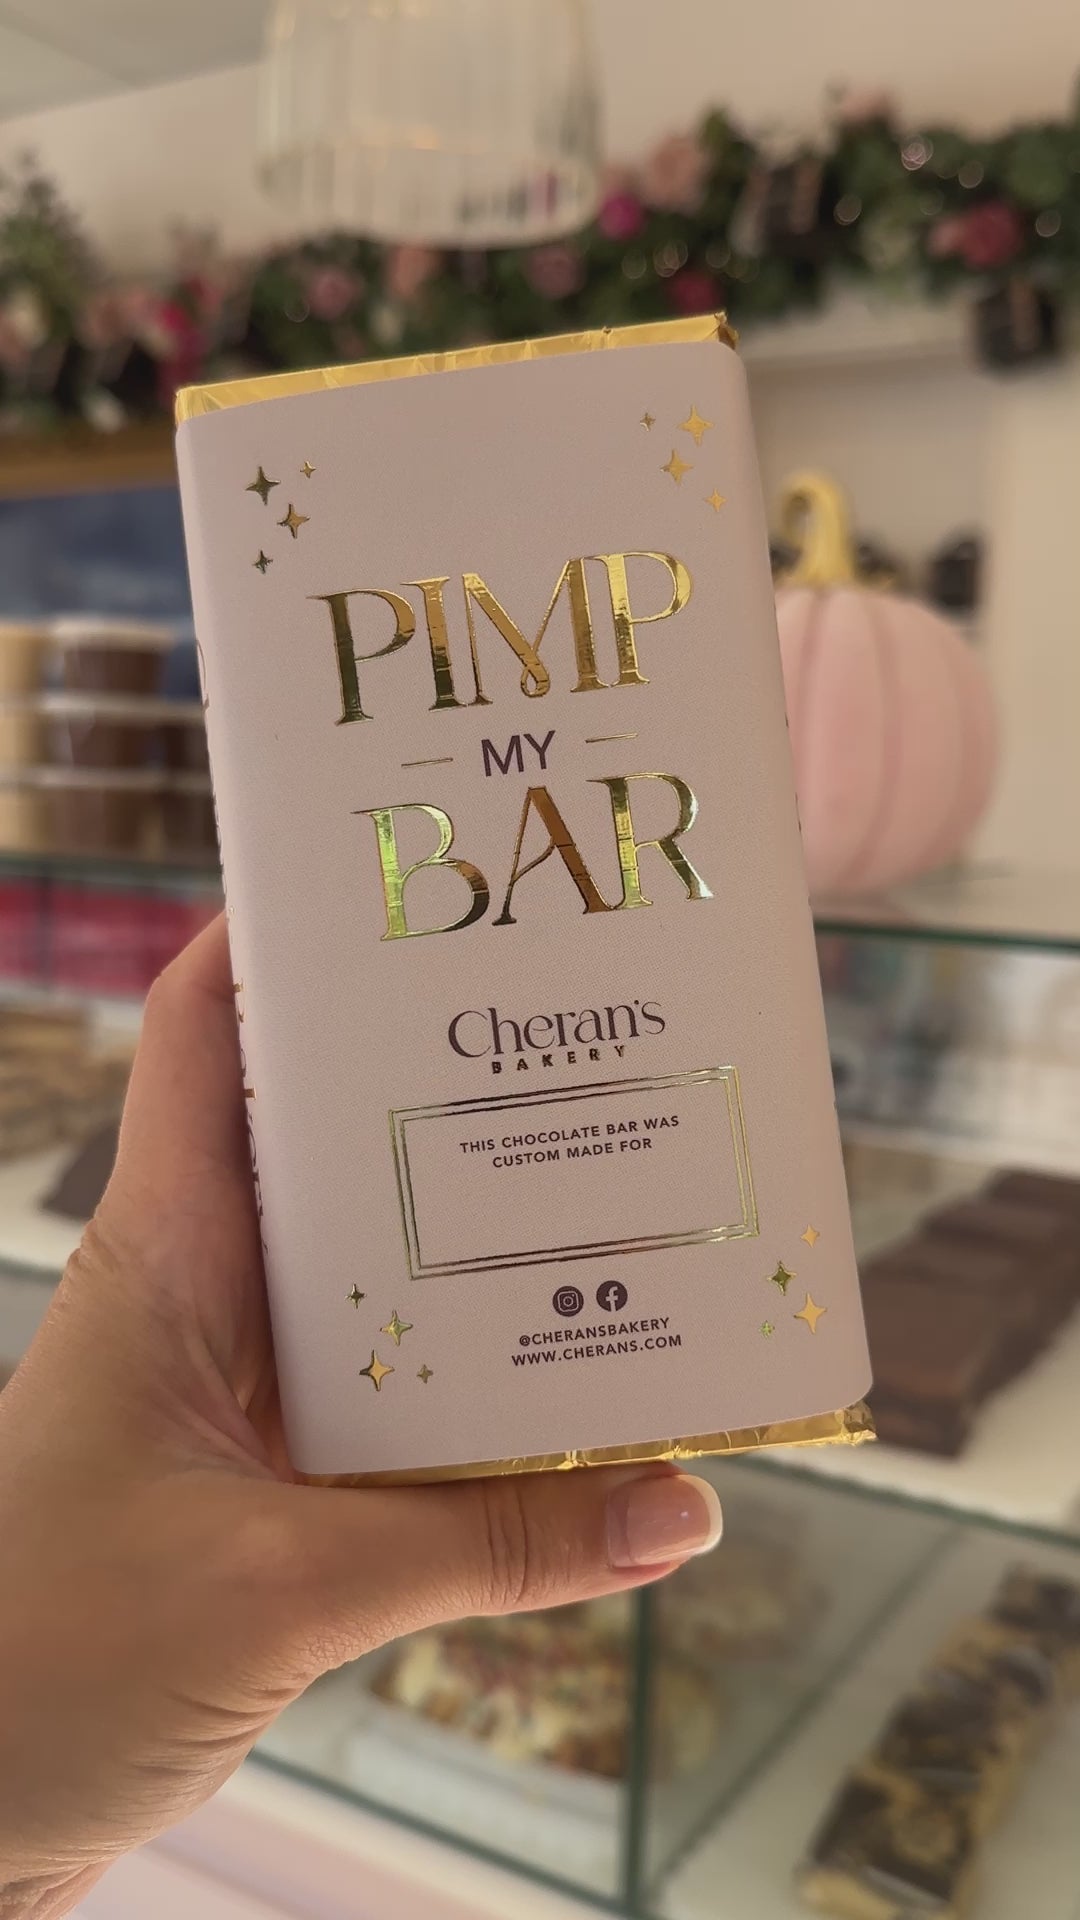 PIMP
MY
BAR
Cheran's
BAKERY
THIS CHOCOLATE BAR WAS
CUSTOM MADE FOR
@CHERANSBAKERY
WWW.CHERANS.COM